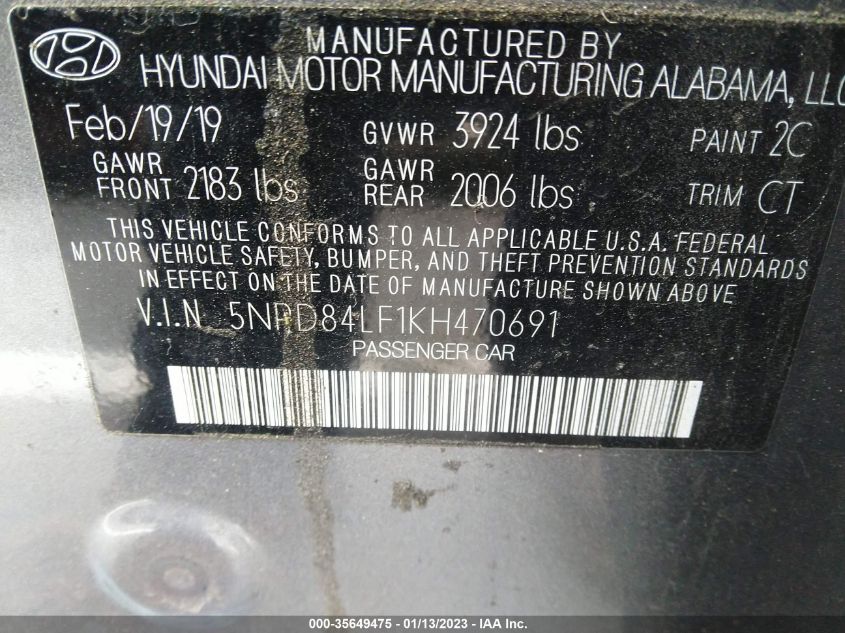 MANUFACTURED BY
HYUNDAI MOTOR MANUFACTURING ALABAMA, LLC
Feb/19/19 GVWR 3924 lbs PAINT 2C
GAWR FRONT 2183 lbs GAWR REAR 2006 lbs TRIM CT
THIS VEHICLE CONFORMS TO ALL APPLICABLE U.S.A. FEDERAL
MOTOR VEHICLE SAFETY, BUMPER, AND THEFT PREVENTION STANDARDS
IN EFFECT ON THE DATE OF MANUFACTURE SHOWN ABOVE
V.I.N 5NPD84LF1KH470691
PASSENGER CAR
000-35649475 - 01/13/2023 - IAA Inc.